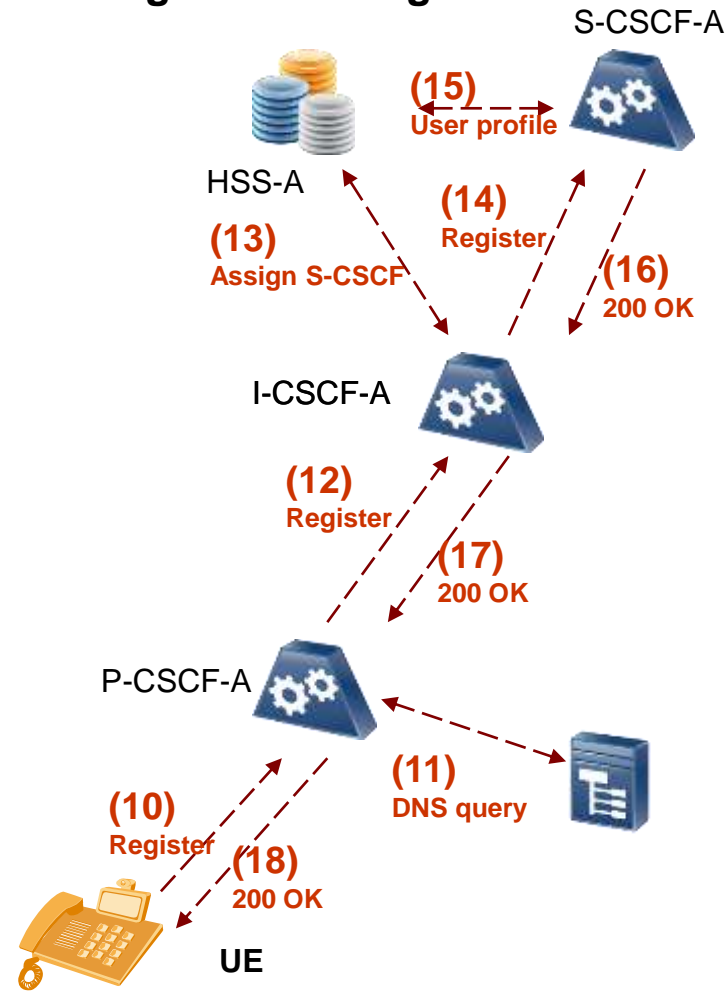 S-CSCF-A
(15)
User profile
HSS-A
(14)
Register
(13)
Assign S-CSCF
(16)
200 OK
I-CSCF-A
(12)
Register
(17)
200 OK
P-CSCF-A
(11)
DNS query
(10)
Register
(18)
200 OK
UE